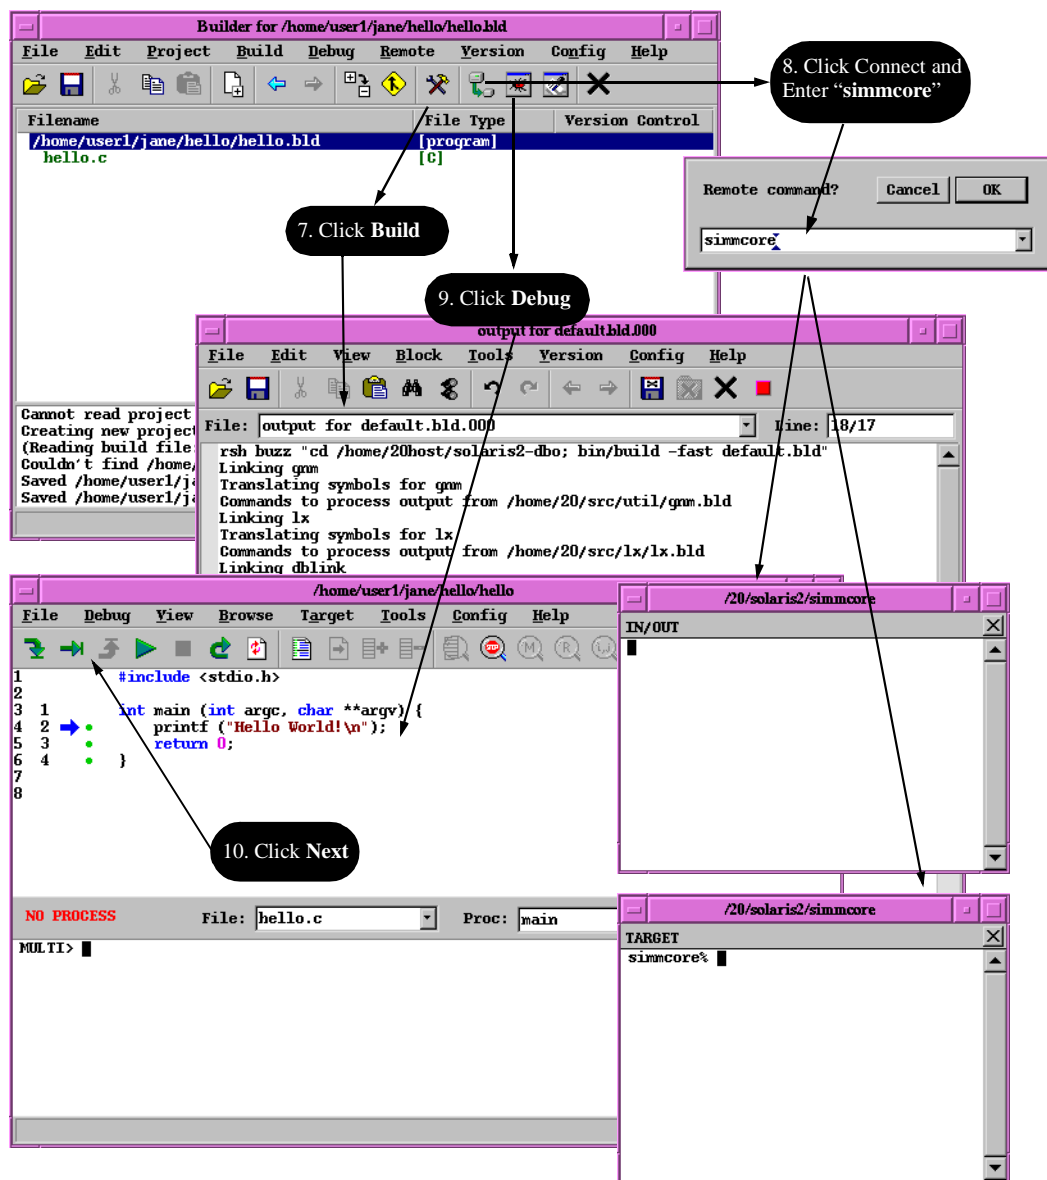 Builder for /home/user1/jane/hello/hello.bld
File Edit Project Build Debug Remote Version Config Help
8. Click Connect and
Enter “simmcore”
Filename File Type Version Control
/home/user1/jane/hello/hello.bld [program]
hello.c [C]
Remote command? Cancel OK
simmcore
7. Click Build
9. Click Debug
output for default.bld.000
File Edit View Block Tools Version Config Help
Cannot read project
Creating new project
(Reading build file
Couldn't find /home/
Saved /home/user1/ja
Saved /home/user1/ja
File: output for default.bld.000 Line: 18/17
rsh buzz "cd /home/20host/solaris2-dbo; bin/build -fast default.bld"
Linking gnm
Translating symbols for gnm
Commands to process output from /home/20/src/util/gnm.bld
Linking lx
Translating symbols for lx
Commands to process output from /home/20/src/lx/lx.bld
Linking dblink
/home/user1/jane/hello/hello
File Debug View Browse Target Tools Config Help
1 #include <stdio.h>
2
3 1 int main (int argc, char **argv) {
4 2 printf ("Hello World!\n");
5 3 return 0;
6 4 }
7
8
10. Click Next
NO PROCESS File: hello.c Proc: main
MULTI>
/20/solaris2/simmcore
IN/OUT
/20/solaris2/simmcore
TARGET
simmcore%